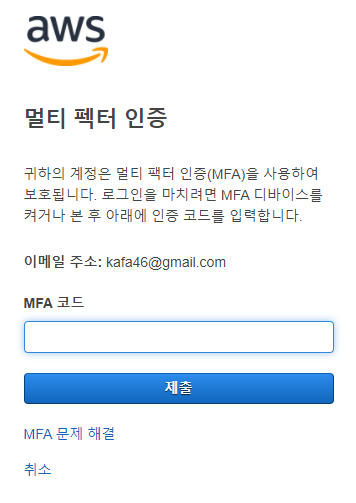 aws
멀티 펙터 인증
귀하의 계정은 멀티 팩터 인증(MFA)을 사용하여
보호됩니다. 로그인을 마치려면 MFA 디바이스를
켜거나 본 후 아래에 인증 코드를 입력합니다.
이메일 주소: kafa46@gmail.com
MFA 코드
제출
MFA 문제 해결
취소